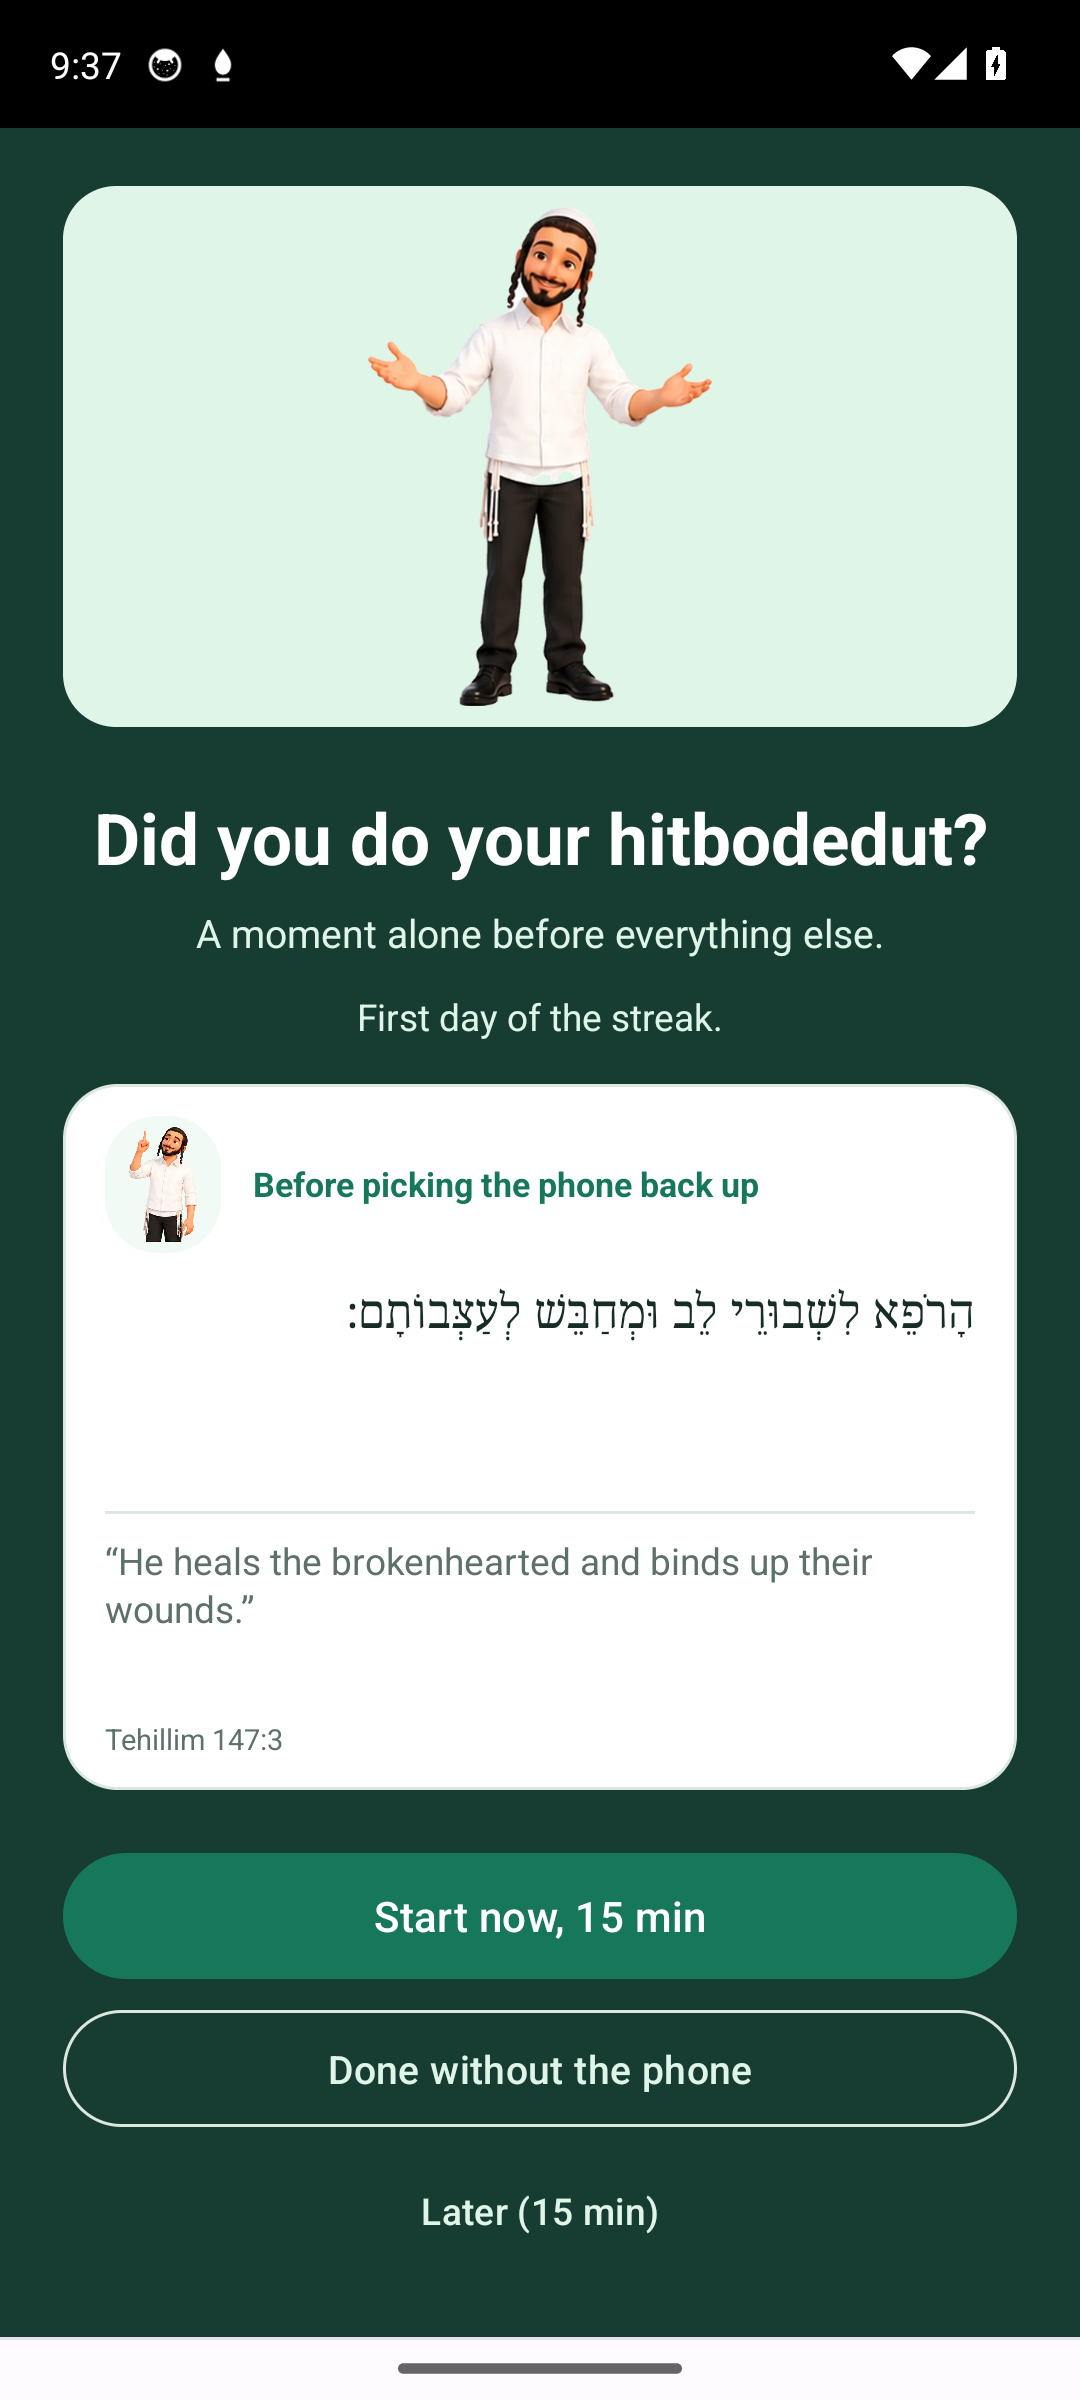 9:37
Did you do your hitbodedut?
A moment alone before everything else.
First day of the streak.
Before picking the phone back up
הָרֹפֵא לִשְׁבוּרֵי לֵב וּמְחַבֵּשׁ לְעַצְּבוֹתָם׃
“He heals the brokenhearted and binds up their
wounds.”
Tehillim 147:3
Start now, 15 min
Done without the phone
Later (15 min)